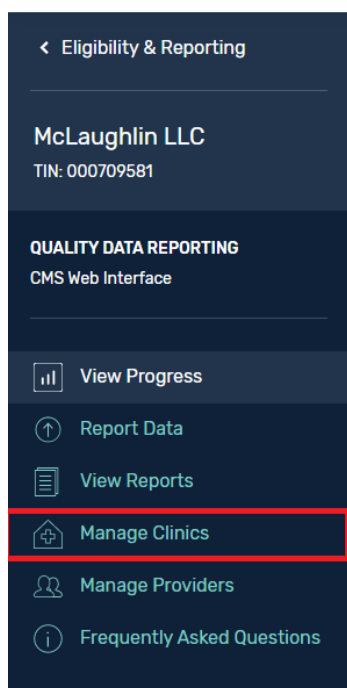 Eligibility & Reporting
McLaughlin LLC
TIN: 000709581
QUALITY DATA REPORTING
CMS Web Interface
View Progress
Report Data
View Reports
Manage Clinics
Manage Providers
Frequently Asked Questions